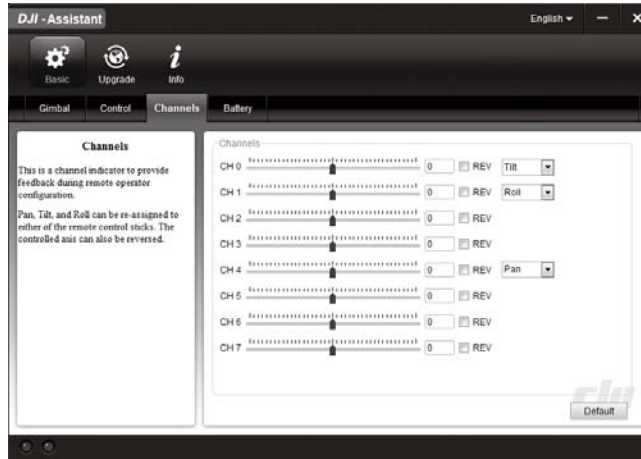 DJI - Assistant English
Basic Upgrade Info
Gimbal Control Channels Battery
Channels
This is a channel indicator to provide
feedback during remote operator
configuration.
Pan, Tilt, and Roll can be re-assigned to
either of the remote control sticks. The
controlled axis can also be reversed.
Channels
CH 0 0 REV Tilt
CH 1 0 REV Roll
CH 2 0 REV
CH 3 0 REV
CH 4 0 REV Pan
CH 5 0 REV
CH 6 0 REV
CH 7 0 REV
Default